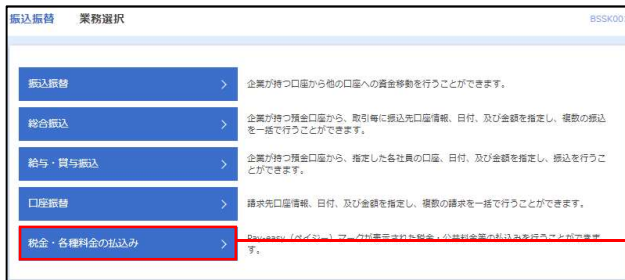 振込振替 業務選択 BSSK00
振込振替 > 企業が持つ口座から他の口座への資金移動を行うことができます。
総合振込 > 企業が持つ預金口座から、取引毎に振込先口座情報、日付、及び金額を指定し、複数の振込
を一括で行うことができます。
給与・賞与振込 > 企業が持つ預金口座から、指定した各社員の口座、日付、及び金額を指定し、振込を行うこ
とができます。
口座振替 > 請求先口座情報、日付、及び金額を指定し、複数の請求を一括で行うことができます。
税金・各種料金の払込み > Pay-easy（ペイジー）マークが表示された税金・公共料金等の払込みを行うことができま
す。